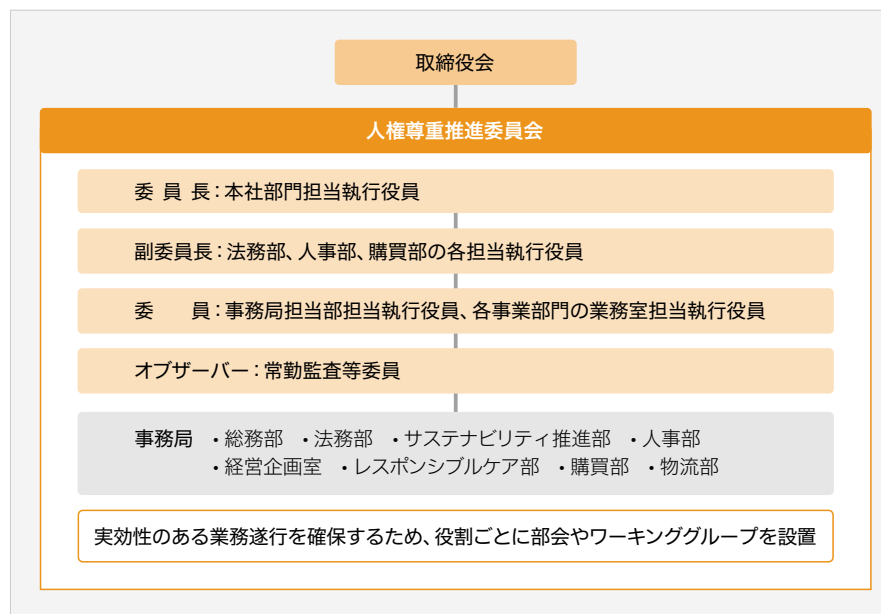 取締役会
人権尊重推進委員会
委 員 長：本社部門担当執行役員
副委員長：法務部、人事部、購買部の各担当執行役員
委　　員：事務局担当部担当執行役員、各事業部門の業務室担当執行役員
オブザーバー：常勤監査等委員
事務局 ・総務部 ・法務部 ・サステナビリティ推進部 ・人事部
・経営企画室 ・レスポンシブルケア部 ・購買部 ・物流部
実効性のある業務遂行を確保するため、役割ごとに部会やワーキンググループを設置